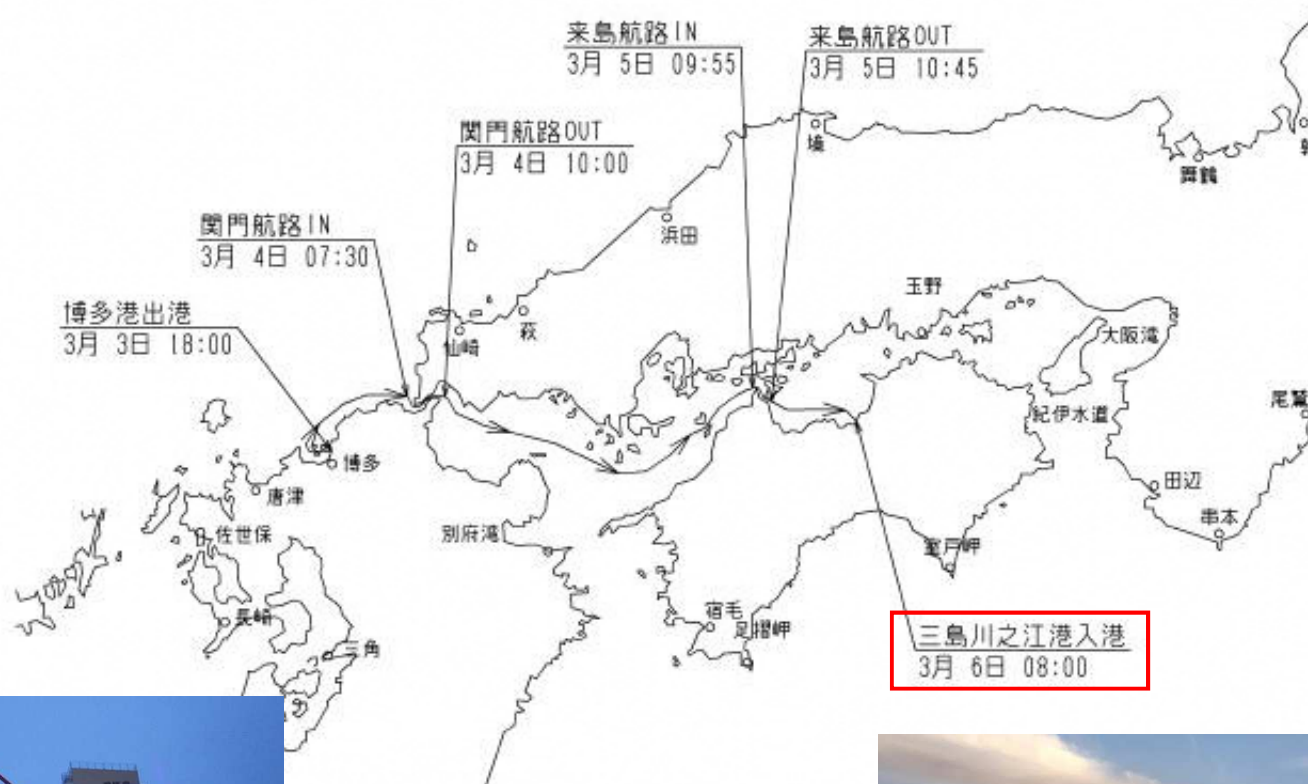 来島航路IN
3月 5日 09:55
来島航路OUT
3月 5日 10:45
関門航路OUT
3月 4日 10:00
関門航路IN
3月 4日 07:30
博多港出港
3月 3日 18:00
境
舞鶴
浜田
萩
仙崎
玉野
大阪湾
紀伊水道
尾鷲
博多
唐津
佐世保
別府湾
田辺
串本
室戸岬
長崎
三角
宿毛
足摺岬
三島川之江港入港
3月 6日 08:00